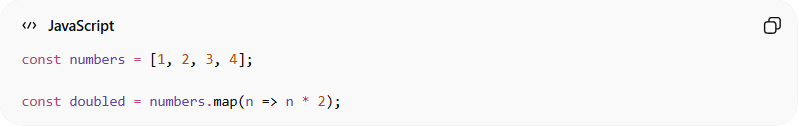 JavaScript
const numbers = [1, 2, 3, 4];
const doubled = numbers.map(n => n * 2);